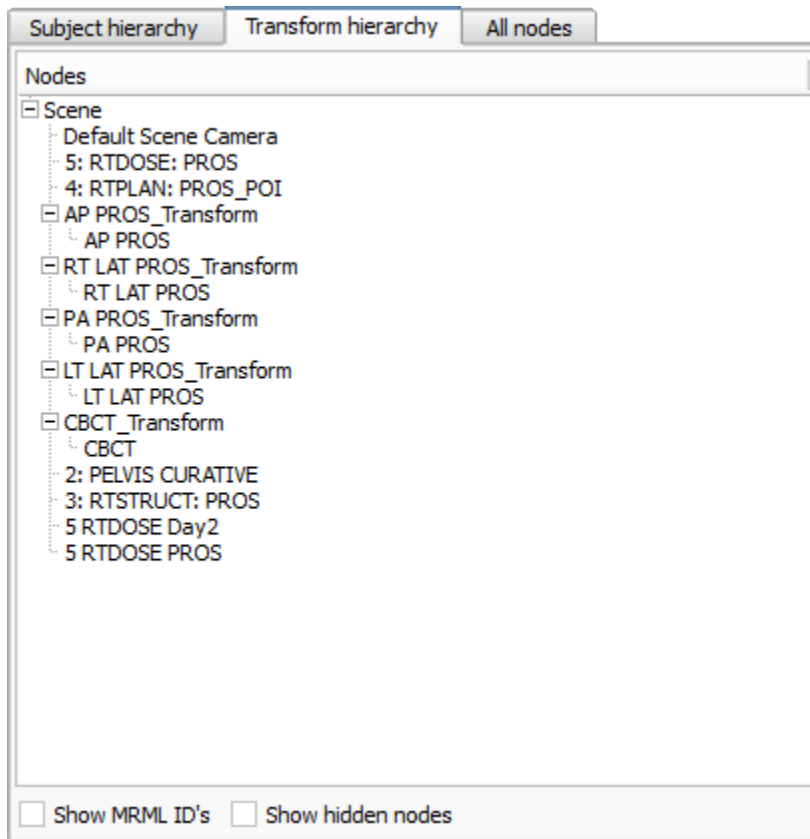 Subject hierarchy Transform hierarchy All nodes
Nodes
Scene
Default Scene Camera
5: RTDOSE: PROS
4: RTPLAN: PROS_POI
AP PROS_Transform
AP PROS
RT LAT PROS_Transform
RT LAT PROS
PA PROS_Transform
PA PROS
LT LAT PROS_Transform
LT LAT PROS
CBCT_Transform
CBCT
2: PELVIS CURATIVE
3: RTSTRUCT: PROS
5 RTDOSE Day2
5 RTDOSE PROS
Show MRML ID's Show hidden nodes